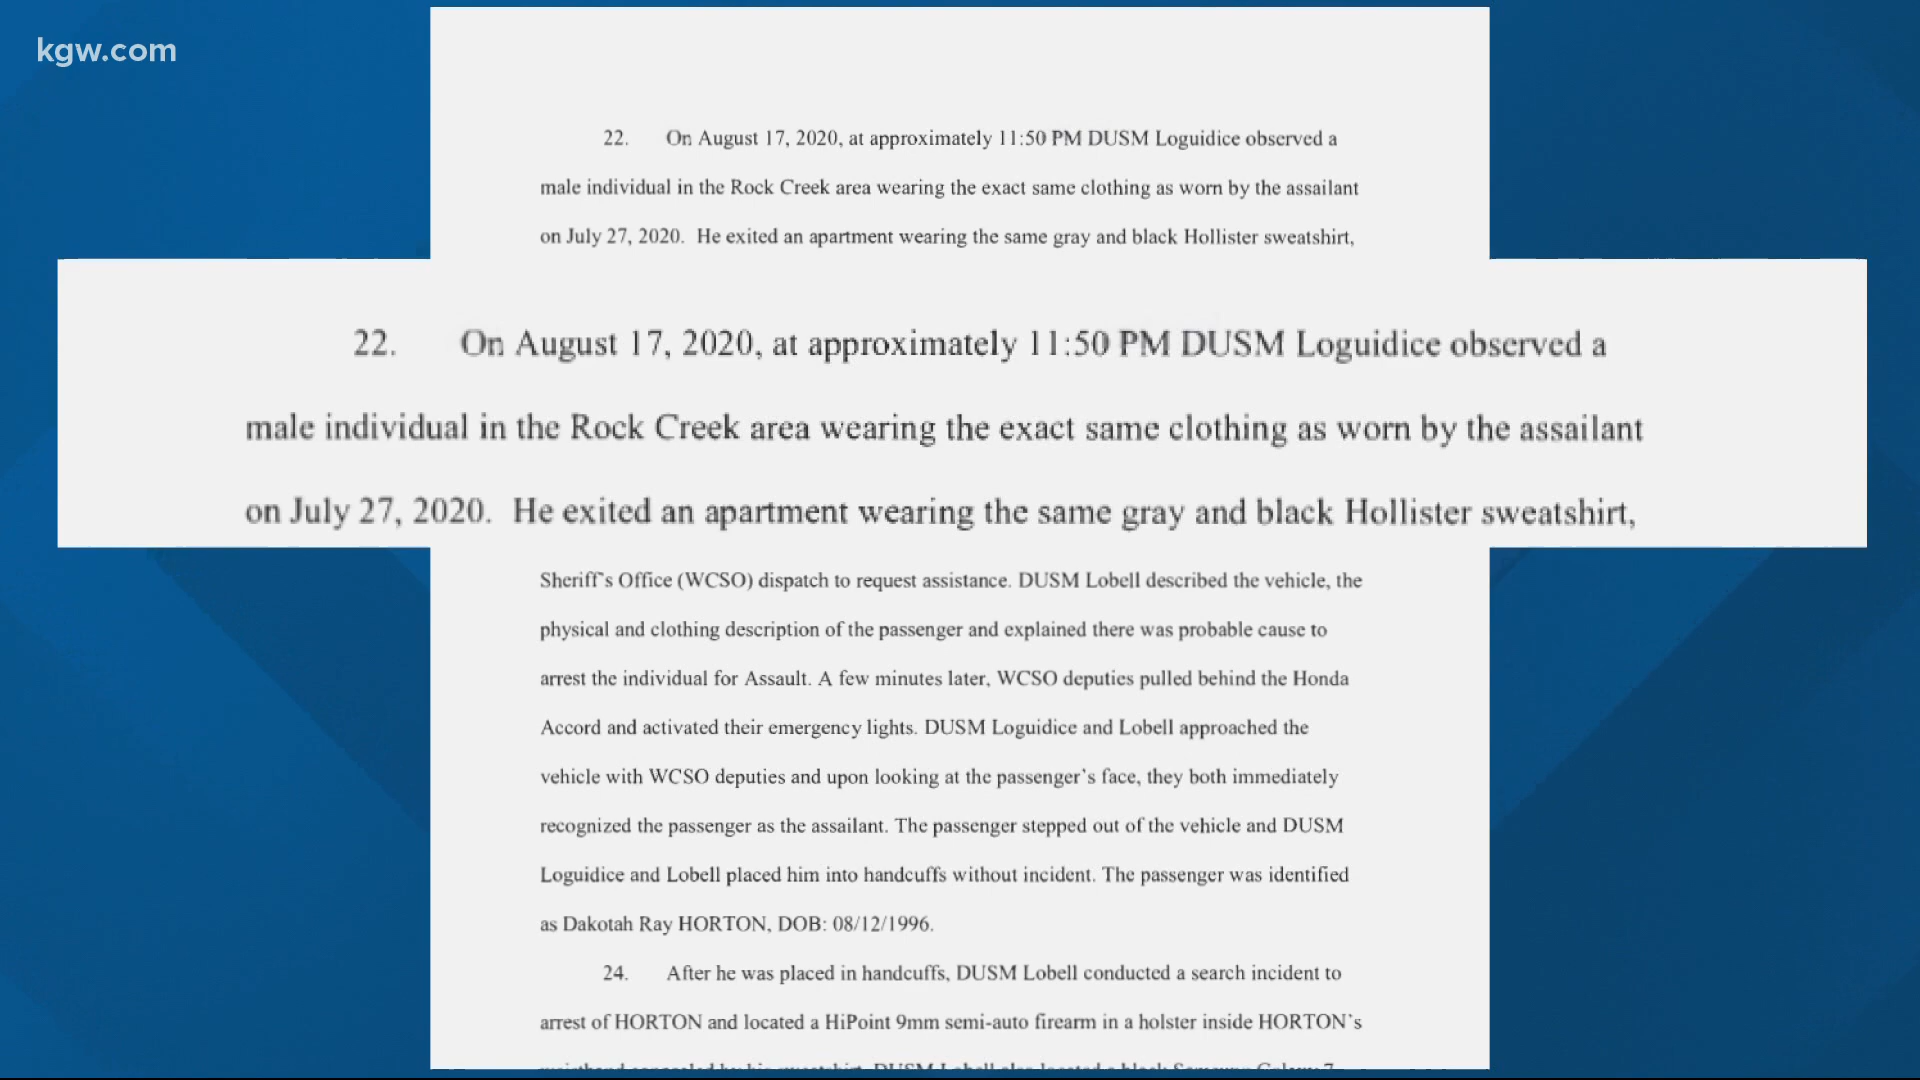 kgw.com
22. On August 17, 2020, at approximately 11:50 PM DUSM Loguidice observed a
male individual in the Rock Creek area wearing the exact same clothing as worn by the assailant
on July 27, 2020. He exited an apartment wearing the same gray and black Hollister sweatshirt,
22. On August 17, 2020, at approximately 11:50 PM DUSM Loguidice observed a
male individual in the Rock Creek area wearing the exact same clothing as worn by the assailant
on July 27, 2020. He exited an apartment wearing the same gray and black Hollister sweatshirt,
Sheriff's Office (WCSO) dispatch to request assistance. DUSM Lobell described the vehicle, the
physical and clothing description of the passenger and explained there was probable cause to
arrest the individual for Assault. A few minutes later, WCSO deputies pulled behind the Honda
Accord and activated their emergency lights. DUSM Loguidice and Lobell approached the
vehicle with WCSO deputies and upon looking at the passenger's face, they both immediately
recognized the passenger as the assailant. The passenger stepped out of the vehicle and DUSM
Loguidice and Lobell placed him into handcuffs without incident. The passenger was identified
as Dakotah Ray HORTON, DOB: 08/12/1996.
24. After he was placed in handcuffs, DUSM Lobell conducted a search incident to
arrest of HORTON and located a HiPoint 9mm semi-auto firearm in a holster inside HORTON's